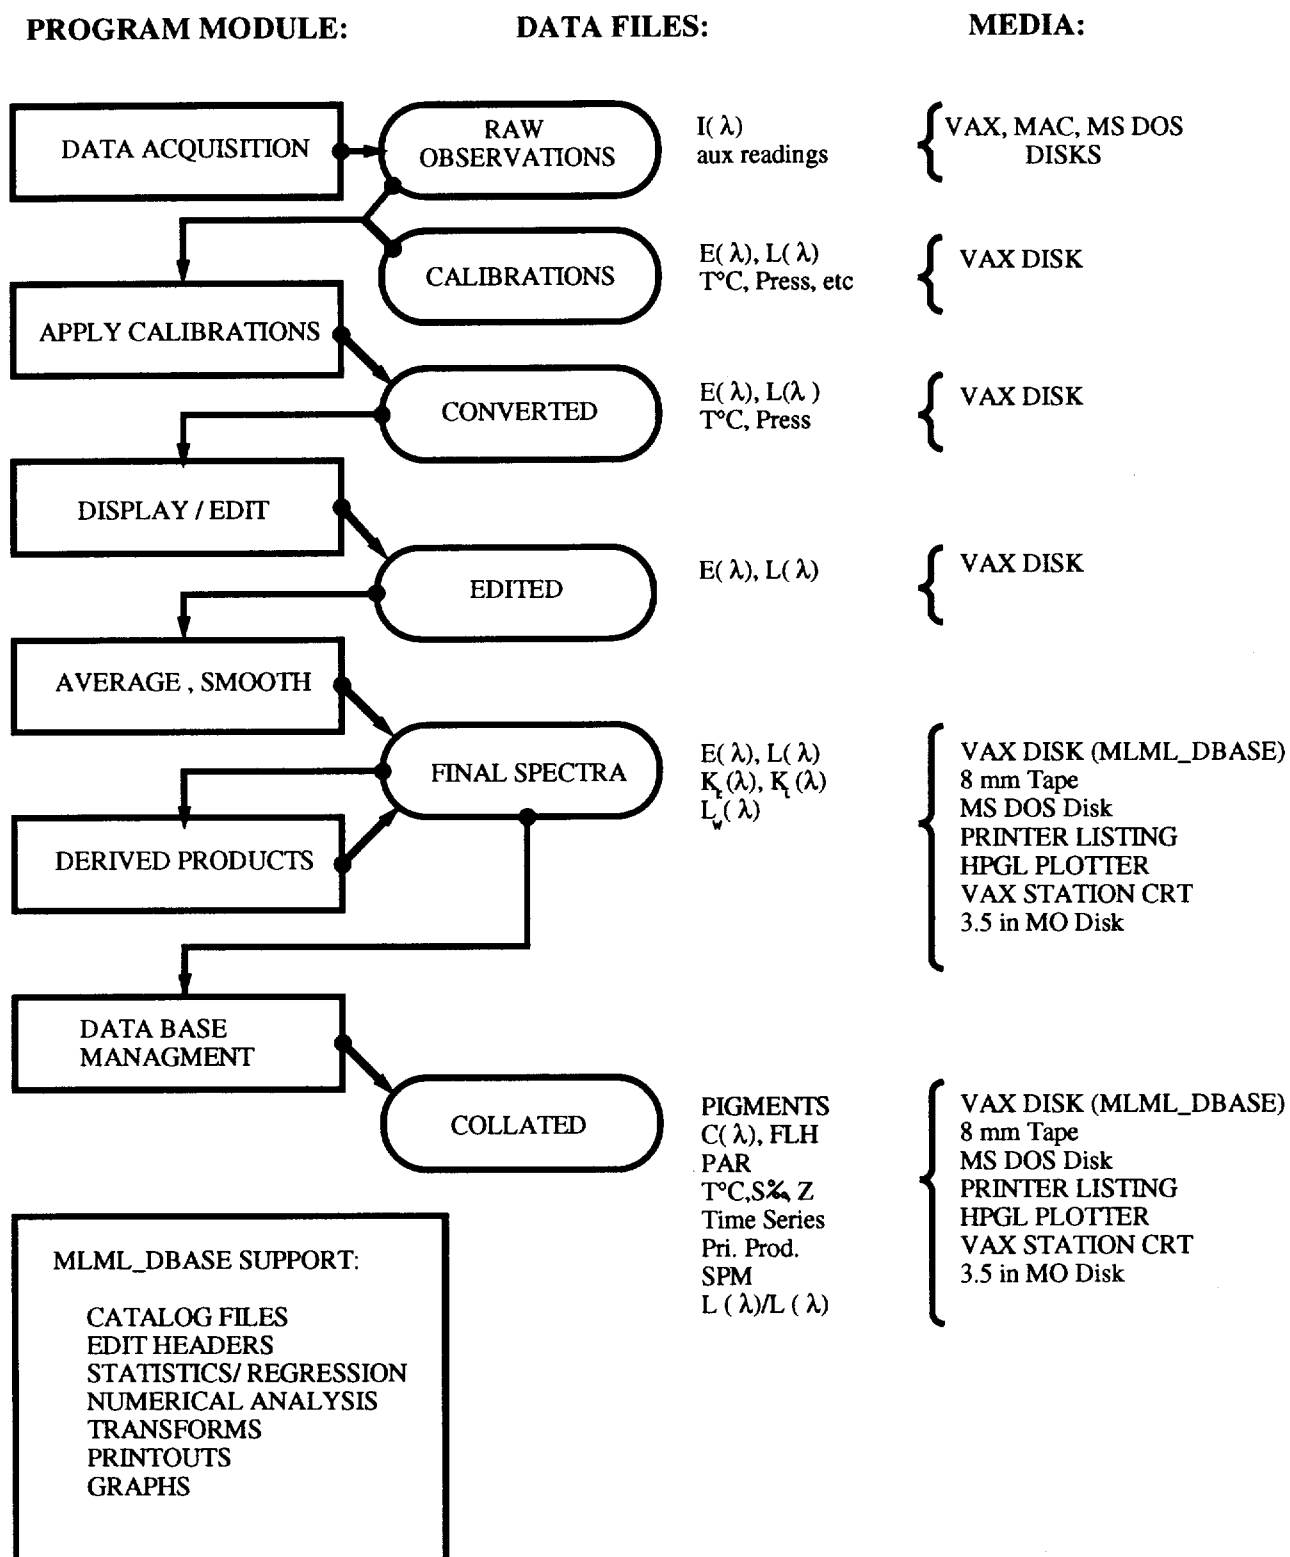 PROGRAM MODULE: DATA FILES: MEDIA:
DATA ACQUISITION
RAW
OBSERVATIONS
I(λ)
aux readings
VAX, MAC, MS DOS
DISKS
CALIBRATIONS
E(λ), L(λ)
T°C, Press, etc
VAX DISK
APPLY CALIBRATIONS
CONVERTED
E(λ), L(λ)
T°C, Press
VAX DISK
DISPLAY / EDIT
EDITED
E(λ), L(λ)
VAX DISK
AVERAGE , SMOOTH
FINAL SPECTRA
E(λ), L(λ)
K (λ), K (λ)
Lw(λ)
VAX DISK (MLML_DBASE)
8 mm Tape
MS DOS Disk
PRINTER LISTING
HPGL PLOTTER
VAX STATION CRT
3.5 in MO Disk
DERIVED PRODUCTS
DATA BASE
MANAGMENT
COLLATED
PIGMENTS
C(λ), FLH
PAR
T°C,S‰, Z
Time Series
Pri. Prod.
SPM
L (λ)/L (λ)
VAX DISK (MLML_DBASE)
8 mm Tape
MS DOS Disk
PRINTER LISTING
HPGL PLOTTER
VAX STATION CRT
3.5 in MO Disk
MLML_DBASE SUPPORT:
CATALOG FILES
EDIT HEADERS
STATISTICS/ REGRESSION
NUMERICAL ANALYSIS
TRANSFORMS
PRINTOUTS
GRAPHS